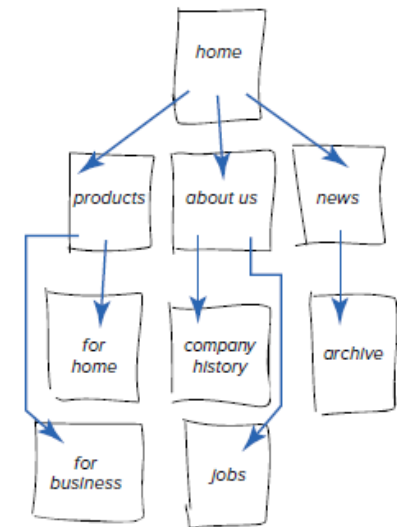 home
products
about us
news
for
home
company
history
archive
for
business
jobs